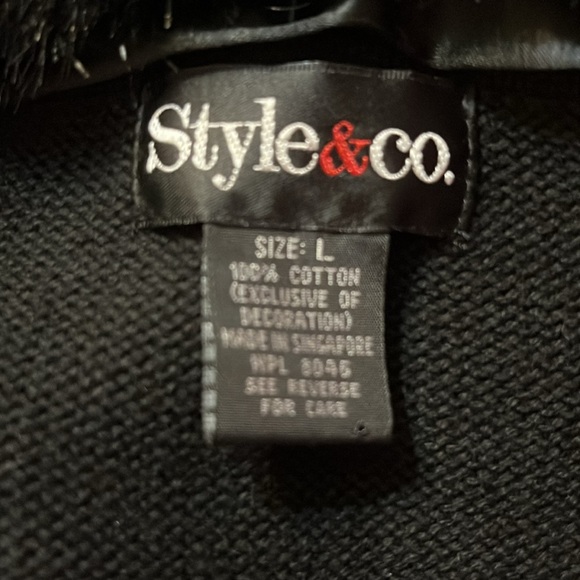 Style&co.
SIZE: L
100% COTTON
(EXCLUSIVE OF
DECORATION)
MADE IN SINGAPORE
WPL 8046
SEE REVERSE
FOR CARE